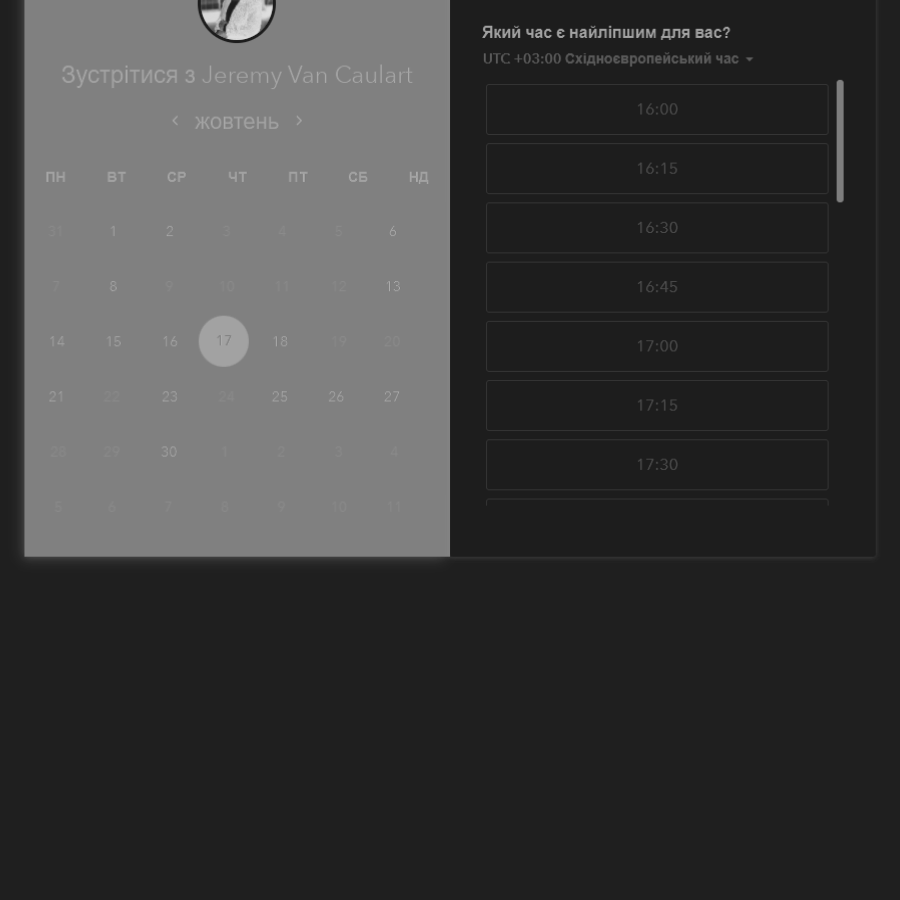 Зустрітися з Jeremy Van Caulart
жовтень
ПН ВТ СР ЧТ ПТ СБ НД
31 1 2 3 4 5 6
7 8 9 10 11 12 13
14 15 16 17 18 19 20
21 22 23 24 25 26 27
28 29 30 1 2 3 4
5 6 7 8 9 10 11
Який час є найліпшим для вас?
UTC +03:00 Східноєвропейський час
16:00
16:15
16:30
16:45
17:00
17:15
17:30